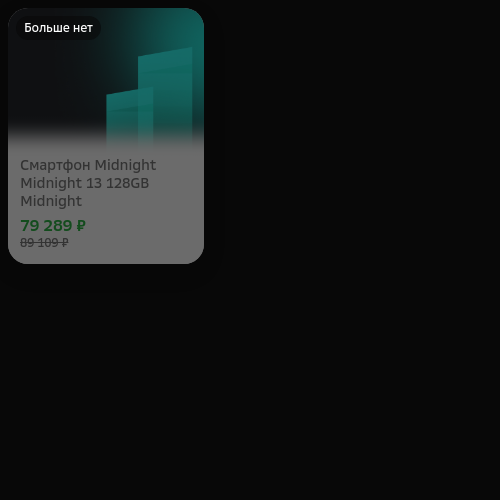 Больше нет
Смартфон Midnight
Midnight 13 128GB
Midnight
79 289 ₽
89 109 ₽